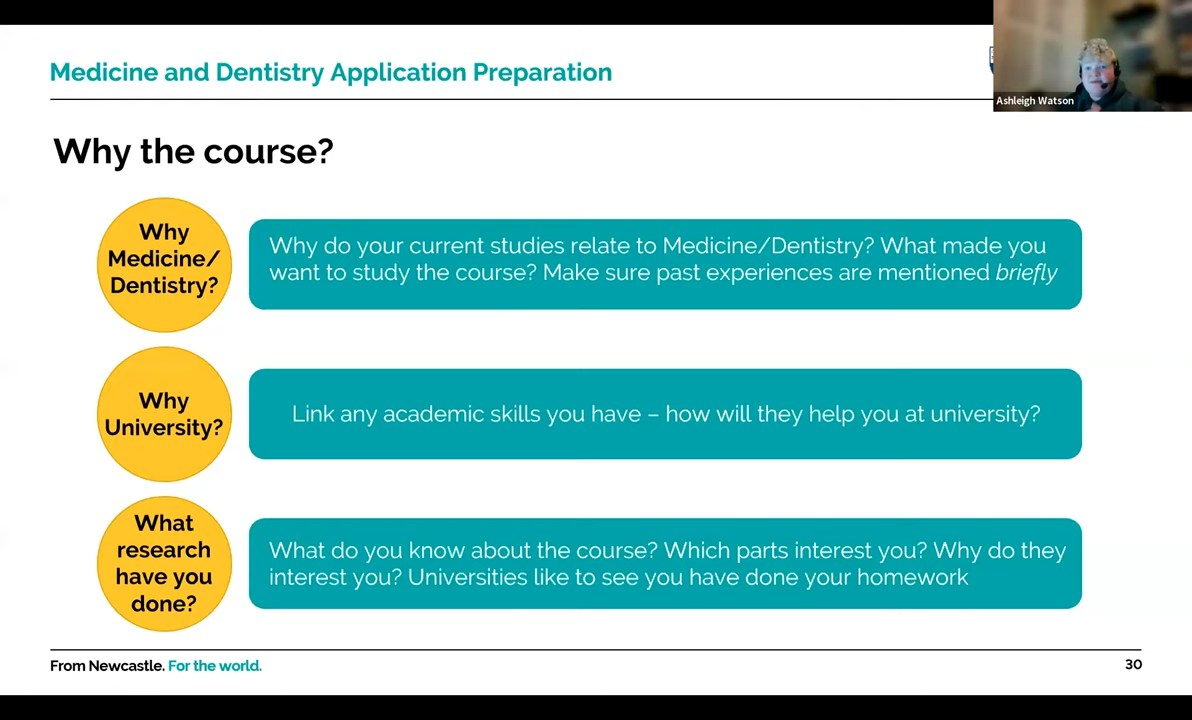 Medicine and Dentistry Application Preparation
Ashleigh Watson
Why the course?
Why
Medicine/
Dentistry?
Why do your current studies relate to Medicine/Dentistry? What made you
want to study the course? Make sure past experiences are mentioned briefly
Why
University?
Link any academic skills you have – how will they help you at university?
What
research
have you
done?
What do you know about the course? Which parts interest you? Why do they
interest you? Universities like to see you have done your homework
From Newcastle. For the world.
30